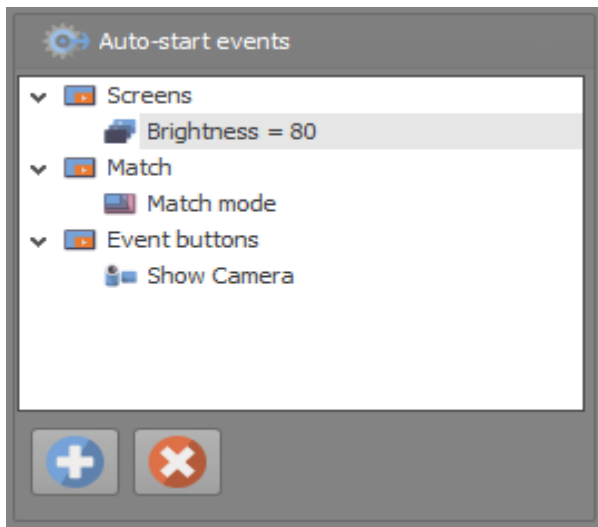 Auto-start events
Screens
Brightness = 80
Match
Match mode
Event buttons
Show Camera